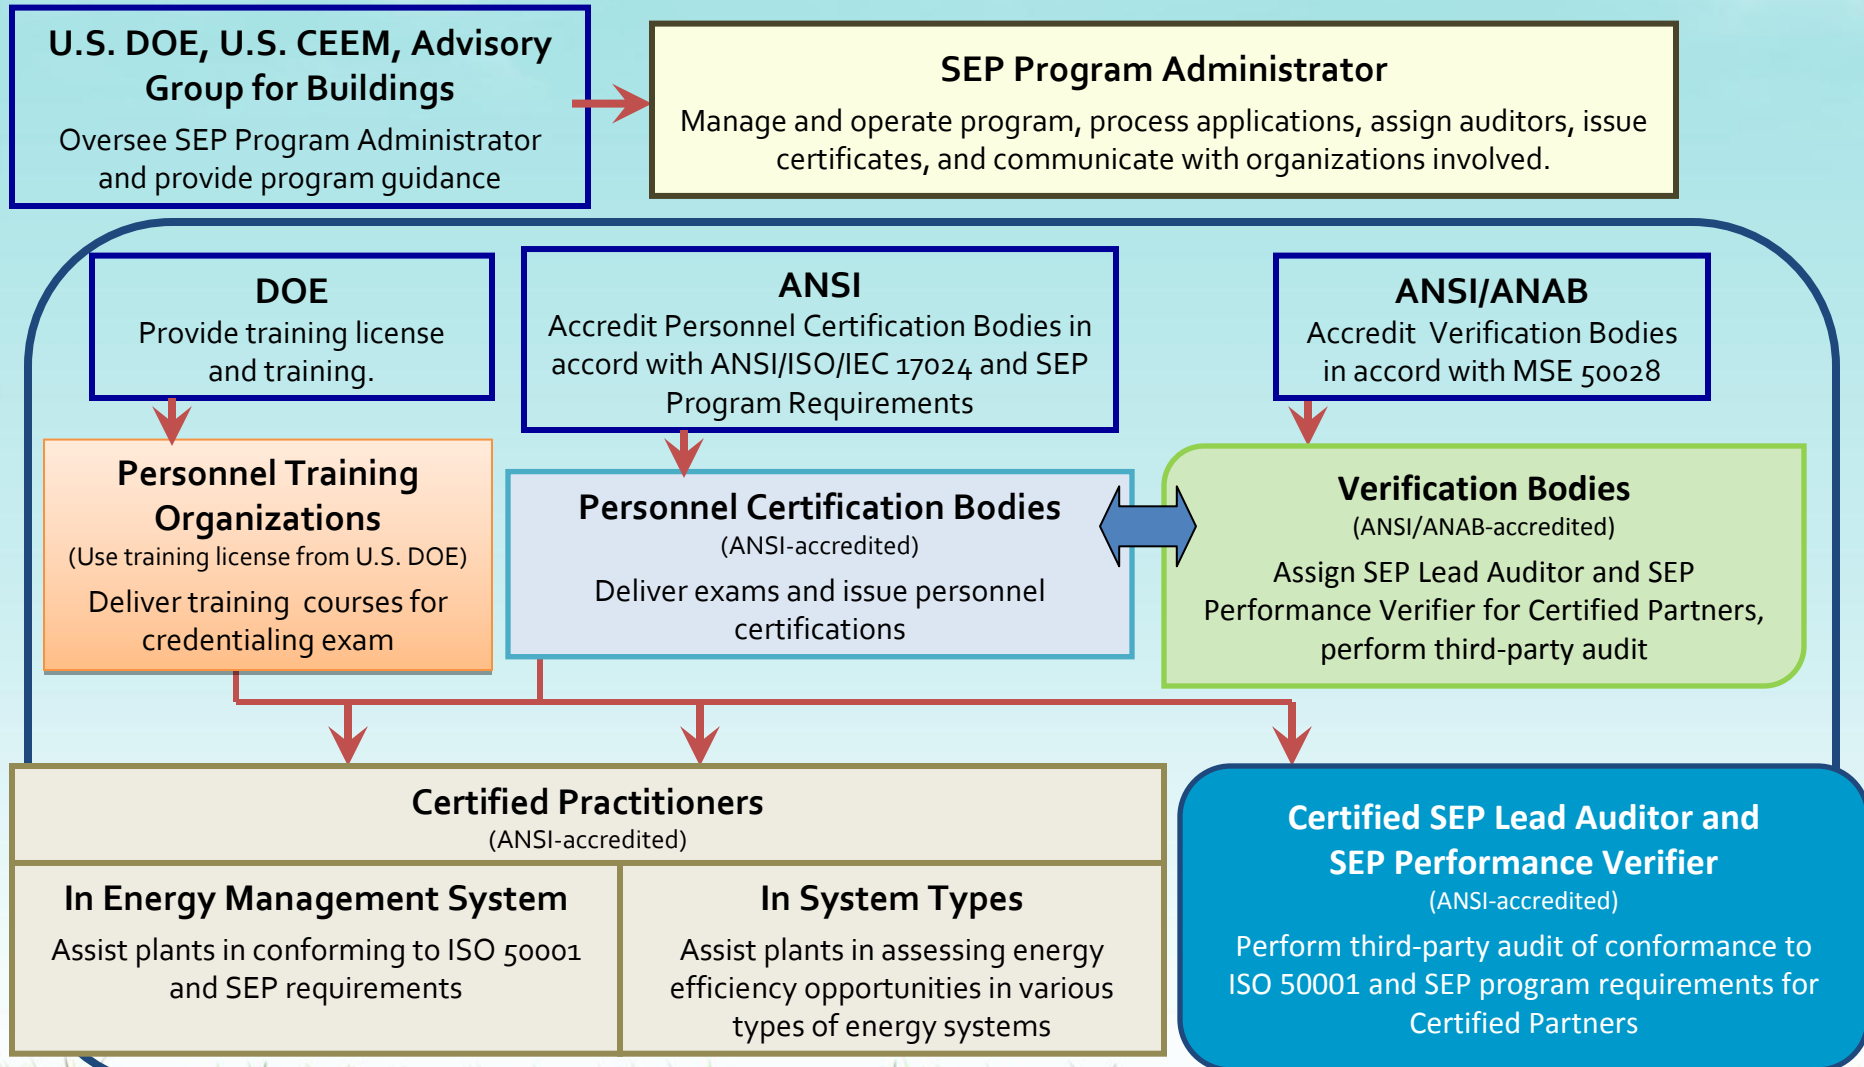 U.S. DOE, U.S. CEEM, Advisory
Group for Buildings
Oversee SEP Program Administrator
and provide program guidance
SEP Program Administrator
Manage and operate program, process applications, assign auditors, issue
certificates, and communicate with organizations involved.
DOE
Provide training license
and training.
ANSI
Accredit Personnel Certification Bodies in
accord with ANSI/ISO/IEC 17024 and SEP
Program Requirements
ANSI/ANAB
Accredit Verification Bodies
in accord with MSE 50028
Personnel Training
Organizations
(Use training license from U.S. DOE)
Deliver training courses for
credentialing exam
Personnel Certification Bodies
(ANSI-accredited)
Deliver exams and issue personnel
certifications
Verification Bodies
(ANSI/ANAB-accredited)
Assign SEP Lead Auditor and SEP
Performance Verifier for Certified Partners,
perform third-party audit
Certified Practitioners
(ANSI-accredited)
In Energy Management System
Assist plants in conforming to ISO 50001
and SEP requirements
In System Types
Assist plants in assessing energy
efficiency opportunities in various
types of energy systems
Certified SEP Lead Auditor and
SEP Performance Verifier
(ANSI-accredited)
Perform third-party audit of conformance to
ISO 50001 and SEP program requirements for
Certified Partners